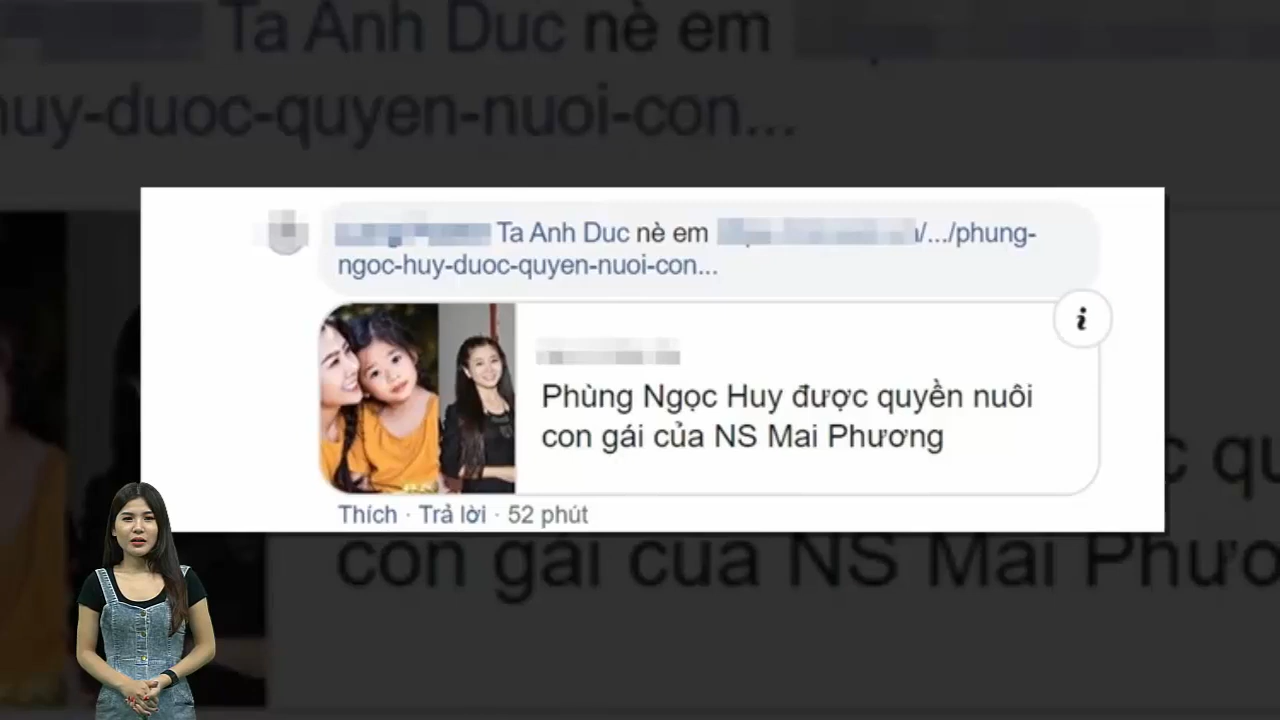 Ta Anh Duc nè em
huy-duoc-quyen-nuoi-con...
Ta Anh Duc nè em /.../phung-
ngoc-huy-duoc-quyen-nuoi-con...
i
Phùng Ngọc Huy được quyền nuôi
con gái của NS Mai Phương
Thích · Trả lời · 52 phút
con gái của NS Mai Phươ